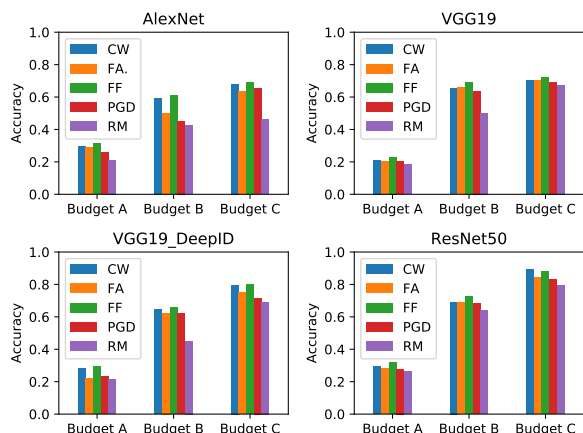 AlexNet
1.0
0.8
0.6
0.4
0.2
0.0
Accuracy
CW
FA.
FF
PGD
RM
Budget A Budget B Budget C
VGG19
1.0
0.8
0.6
0.4
0.2
0.0
Accuracy
CW
FA
FF
PGD
RM
Budget A Budget B Budget C
VGG19_DeepID
1.0
0.8
0.6
0.4
0.2
0.0
Accuracy
CW
FA
FF
PGD
RM
Budget A Budget B Budget C
ResNet50
1.0
0.8
0.6
0.4
0.2
0.0
Accuracy
CW
FA
FF
PGD
RM
Budget A Budget B Budget C